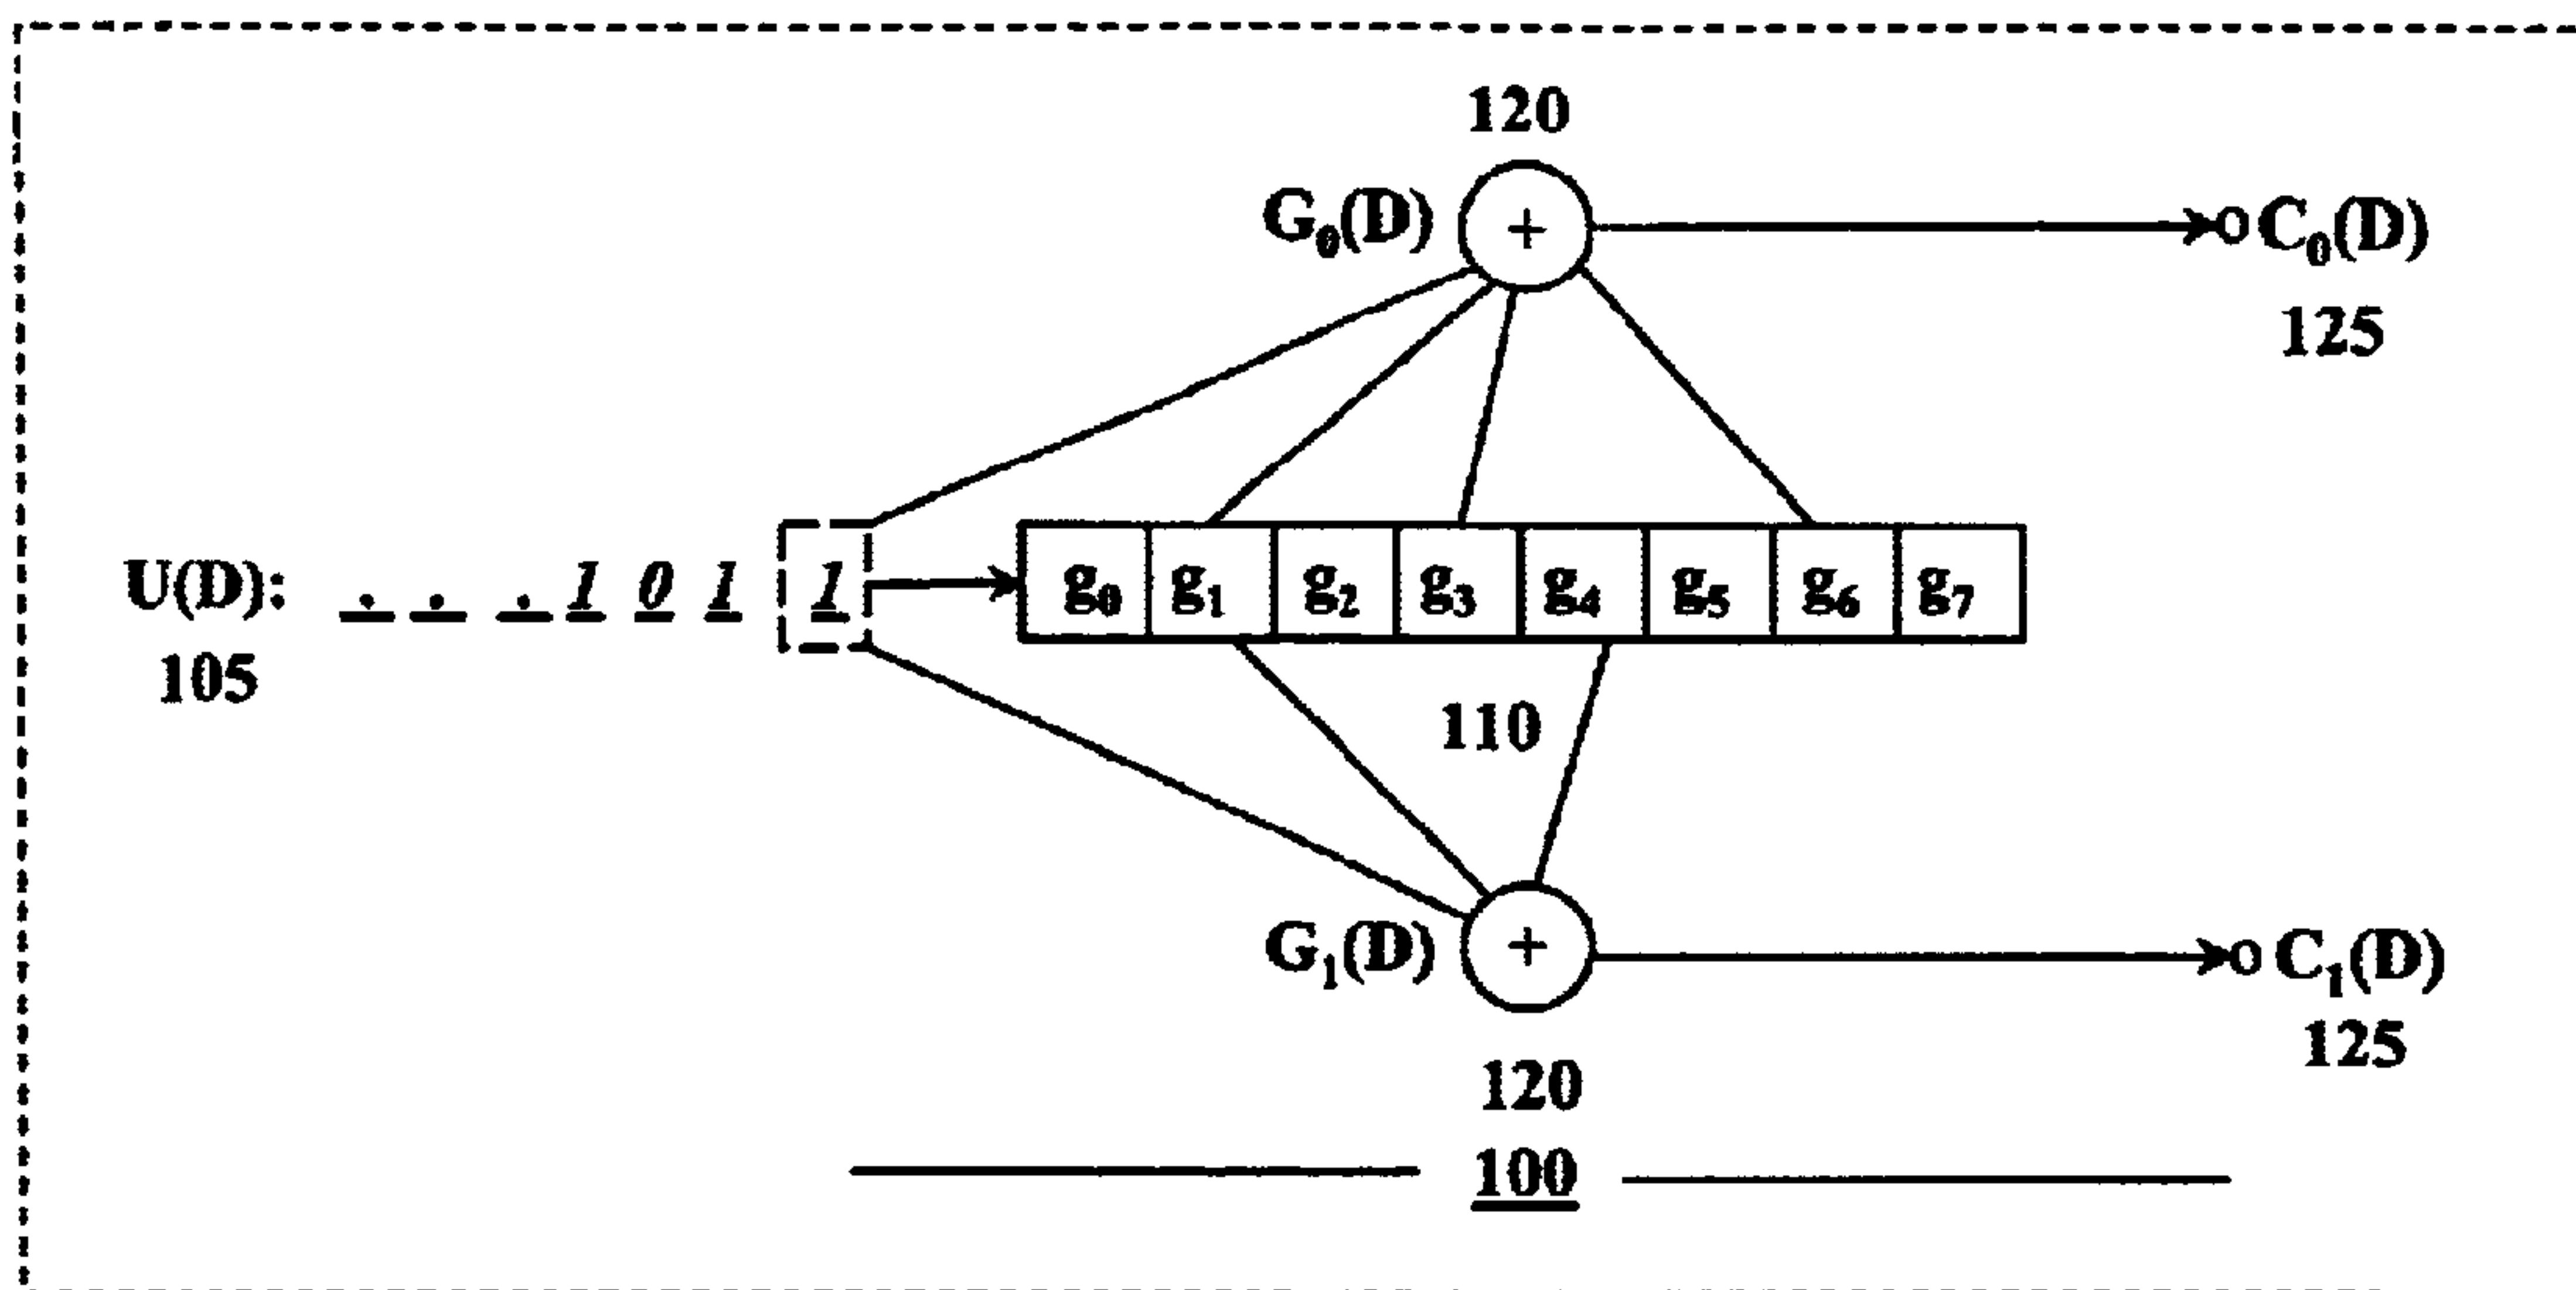 120
G₀(D) + C₀(D)
125
U(D): . . . 1 0 1 1 g₀ g₁ g₂ g₃ g₄ g₅ g₆ g₇
105
110
G₁(D) + C₁(D)
125
120
100